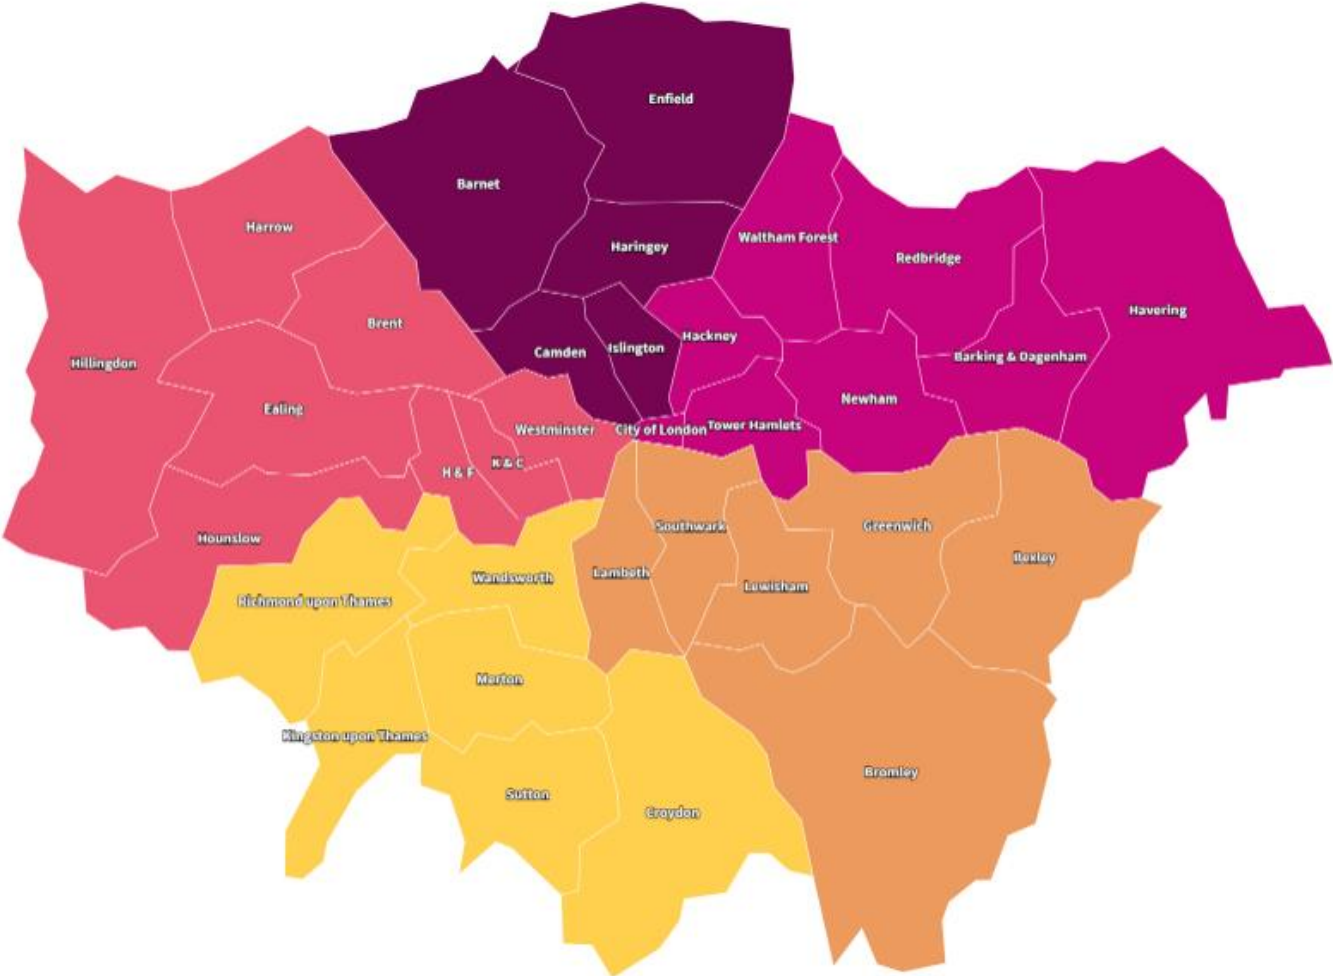 Enfield
Barnet
Harrow
Haringey
Waltham Forest
Redbridge
Havering
Brent
Hackney
Islington
Camden
Barking & Dagenham
Hillingdon
Newham
Ealing
Westminster
City of London
Tower Hamlets
K & C
H & F
Southwark
Greenwich
Hounslow
Bexley
Lambeth
Wandsworth
Lewisham
Richmond upon Thames
Merton
Kingston upon Thames
Bromley
Sutton
Croydon